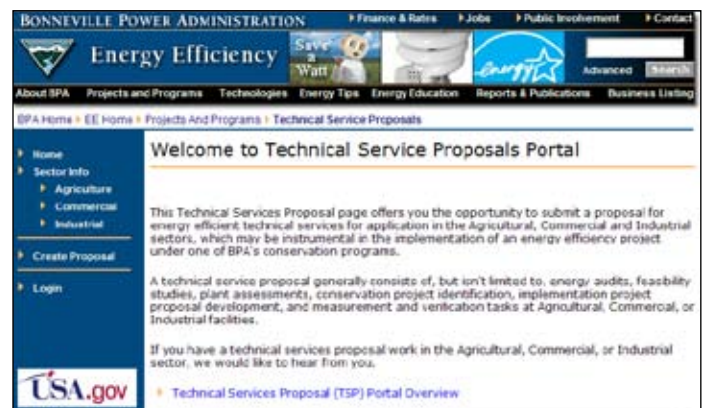 BONNEVILLE POWER ADMINISTRATION Finance & Rates Jobs Public Involvement Contact
Energy Efficiency Save a Watt Energy
Advanced Search
About BPA Projects and Programs Technologies Energy Tips Energy Education Reports & Publications Business Listing
BPA Home EE Home Projects And Programs Technical Service Proposals
Home
Sector Info
Agriculture
Commercial
Industrial
Create Proposal
Login
USA.gov
Welcome to Technical Service Proposals Portal
This Technical Services Proposal page offers you the opportunity to submit a proposal for
energy efficient technical services for application in the Agricultural, Commercial and Industrial
sectors, which may be instrumental in the implementation of an energy efficiency project
under one of BPA's conservation programs.
A technical service proposal generally consists of, but isn't limited to, energy audits, feasibility
studies, plant assessments, conservation project identification, implementation project
proposal development, and measurement and verification tasks at Agricultural, Commercial, or
Industrial facilities.
If you have a technical services proposal work in the Agricultural, Commercial, or Industrial
sector, we would like to hear from you.
Technical Services Proposal (TSP) Portal Overview